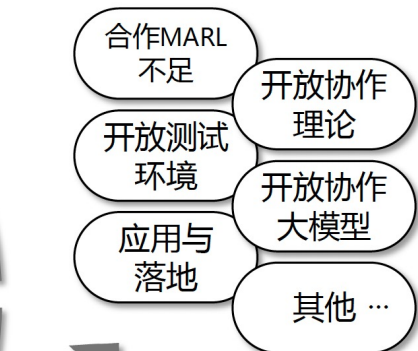 合作MARL
不足
开放协作
理论
开放测试
环境
开放协作
大模型
应用与
落地
其他 …